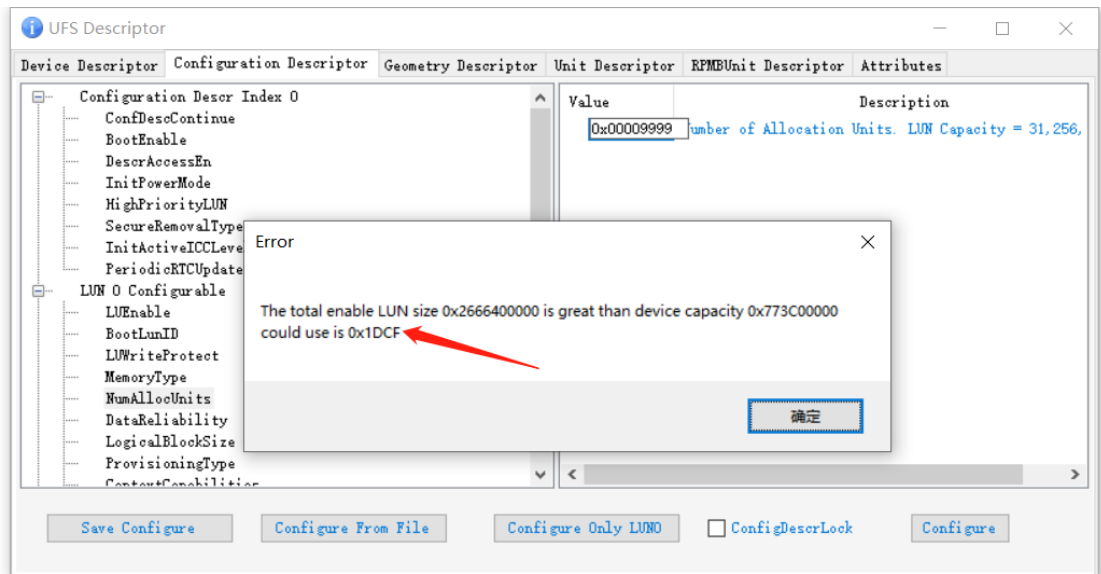 UFS Descriptor
Device Descriptor Configuration Descriptor Geometry Descriptor Unit Descriptor RPMBUnit Descriptor Attributes
Configuration Descr Index 0
ConfDescContinue
BootEnable
DescrAccessEn
InitPowerMode
HighPriorityLUN
SecureRemovalType
InitActiveICCLeve
PeriodicRTCUpdate
LUN 0 Configurable
LUEnable
BootLunID
LUWriteProtect
MemoryType
NumAllocUnits
DataReliability
LogicalBlockSize
ProvisioningType
Value Description
0x00009999 umber of Allocation Units. LUN Capacity = 31,256,
Error
The total enable LUN size 0x2666400000 is great than device capacity 0x773C00000
could use is 0x1DCF
确定
Save Configure Configure From File Configure Only LUN0 ConfigDescrLock Configure